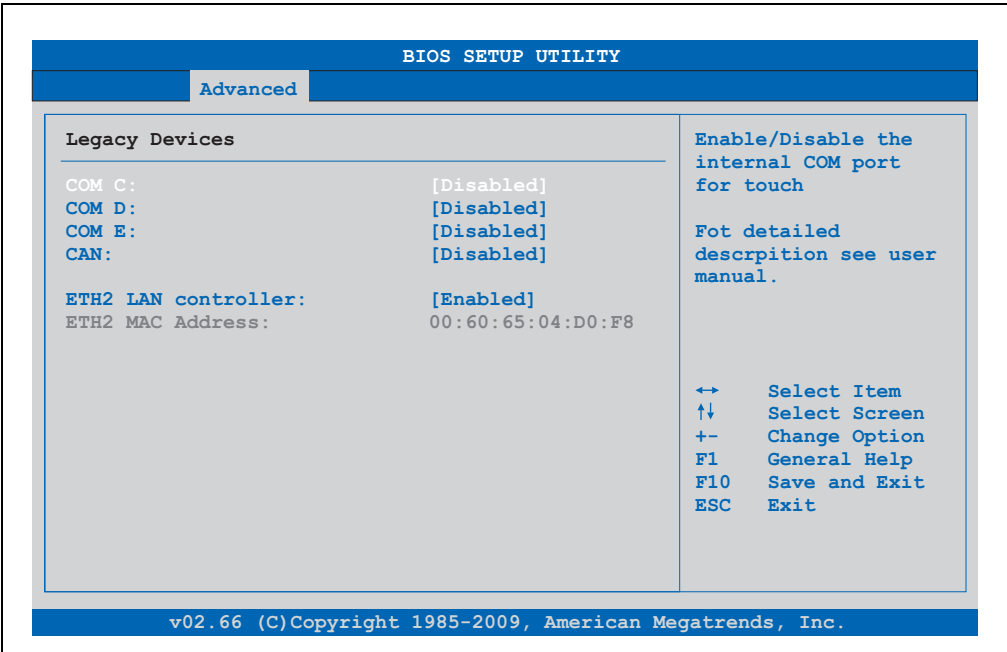 BIOS SETUP UTILITY
Advanced
Legacy Devices
COM C: [Disabled]
COM D: [Disabled]
COM E: [Disabled]
CAN: [Disabled]
ETH2 LAN controller: [Enabled]
ETH2 MAC Address: 00:60:65:04:D0:F8
Enable/Disable the
internal COM port
for touch
Fot detailed
descrpition see user
manual.
↔ Select Item
↑↓ Select Screen
+- Change Option
F1 General Help
F10 Save and Exit
ESC Exit
v02.66 (C)Copyright 1985-2009, American Megatrends, Inc.